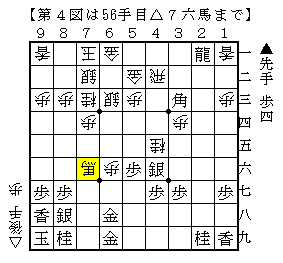 【第４図は56手目△７六馬まで】
９ ８ ７ ６ ５ ４ ３ ２ １
香 玉 金 龍 香 一
銀 金 飛 二
歩 歩 桂 銀 歩 角 歩 三
歩 歩 四
桂 五
馬 歩 歩 銀 六
歩 歩 歩 歩 歩 七
香 銀 金 八
玉 桂 金 桂 香 九
▲先手 歩四
△後手 歩